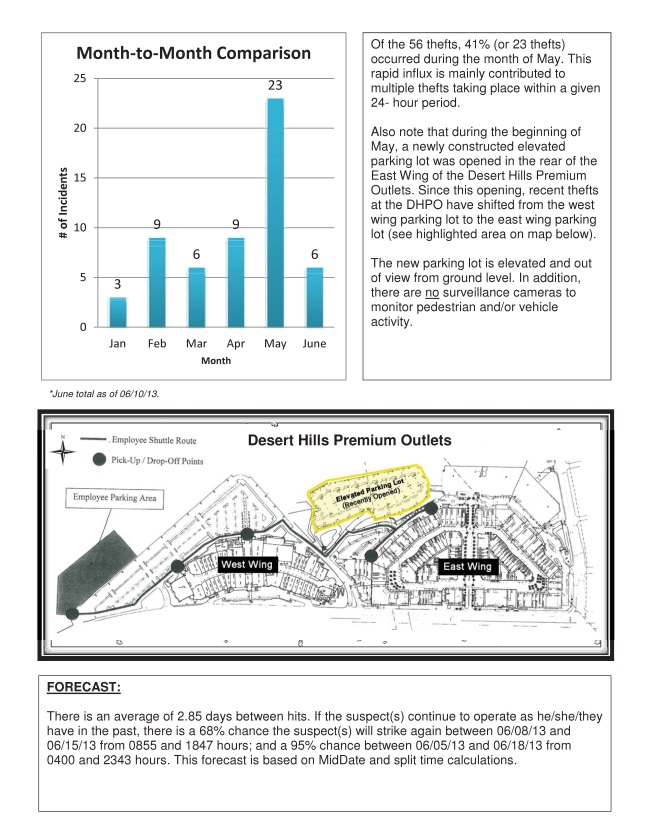 Month-to-Month Comparison
25
20
15
10
5
0
# of Incidents
3
9
6
9
23
6
Jan Feb Mar Apr May June
Month
*June total as of 06/10/13.
Of the 56 thefts, 41% (or 23 thefts)
occurred during the month of May. This
rapid influx is mainly contributed to
multiple thefts taking place within a given
24- hour period.
Also note that during the beginning of
May, a newly constructed elevated
parking lot was opened in the rear of the
East Wing of the Desert Hills Premium
Outlets. Since this opening, recent thefts
at the DHPO have shifted from the west
wing parking lot to the east wing parking
lot (see highlighted area on map below).
The new parking lot is elevated and out
of view from ground level. In addition,
there are no surveillance cameras to
monitor pedestrian and/or vehicle
activity.
N
Employee Shuttle Route
Pick-Up / Drop-Off Points
Desert Hills Premium Outlets
Employee Parking Area
Elevated Parking Lot
(Recently Opened)
West Wing
East Wing
FORECAST:
There is an average of 2.85 days between hits. If the suspect(s) continue to operate as he/she/they
have in the past, there is a 68% chance the suspect(s) will strike again between 06/08/13 and
06/15/13 from 0855 and 1847 hours; and a 95% chance between 06/05/13 and 06/18/13 from
0400 and 2343 hours. This forecast is based on MidDate and split time calculations.